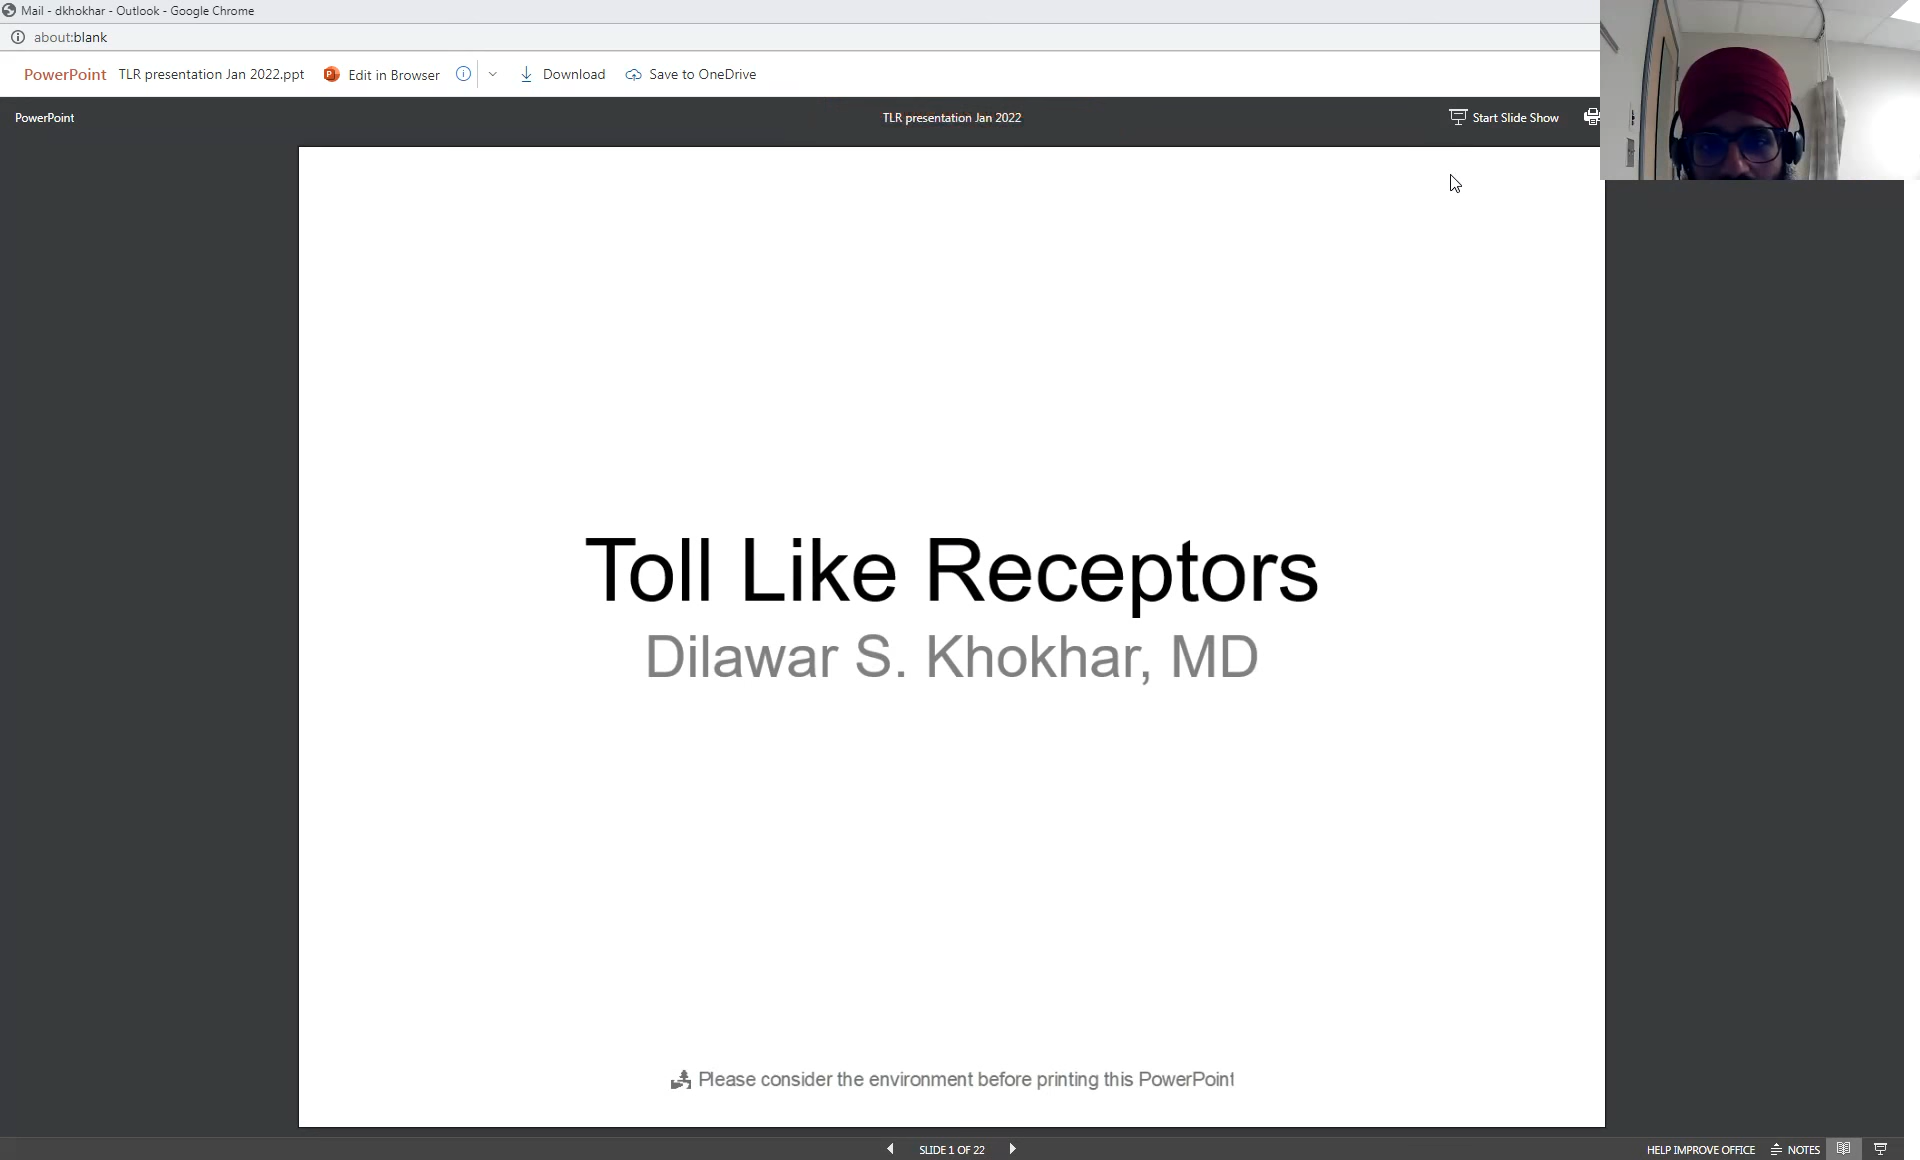 Mail - dkhokhar - Outlook - Google Chrome
about:blank
PowerPoint TLR presentation Jan 2022.ppt Edit in Browser Download Save to OneDrive
PowerPoint TLR presentation Jan 2022 Start Slide Show
Toll Like Receptors
Dilawar S. Khokhar, MD
Please consider the environment before printing this PowerPoint
SLIDE 1 OF 22 HELP IMPROVE OFFICE NOTES